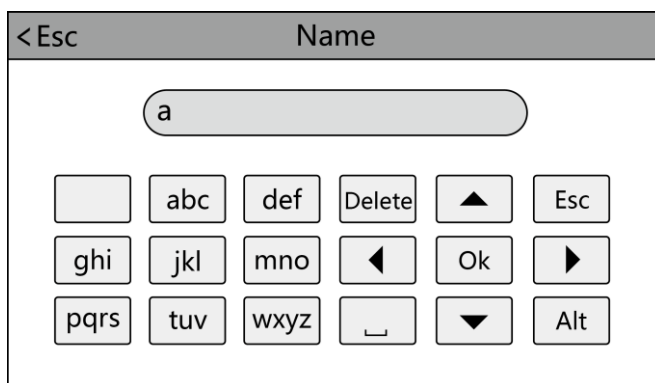 <Esc Name
a
abc def Delete ▲ Esc
ghi jkl mno ◀ Ok ▶
pqrs tuv wxyz ⎵ ▼ Alt